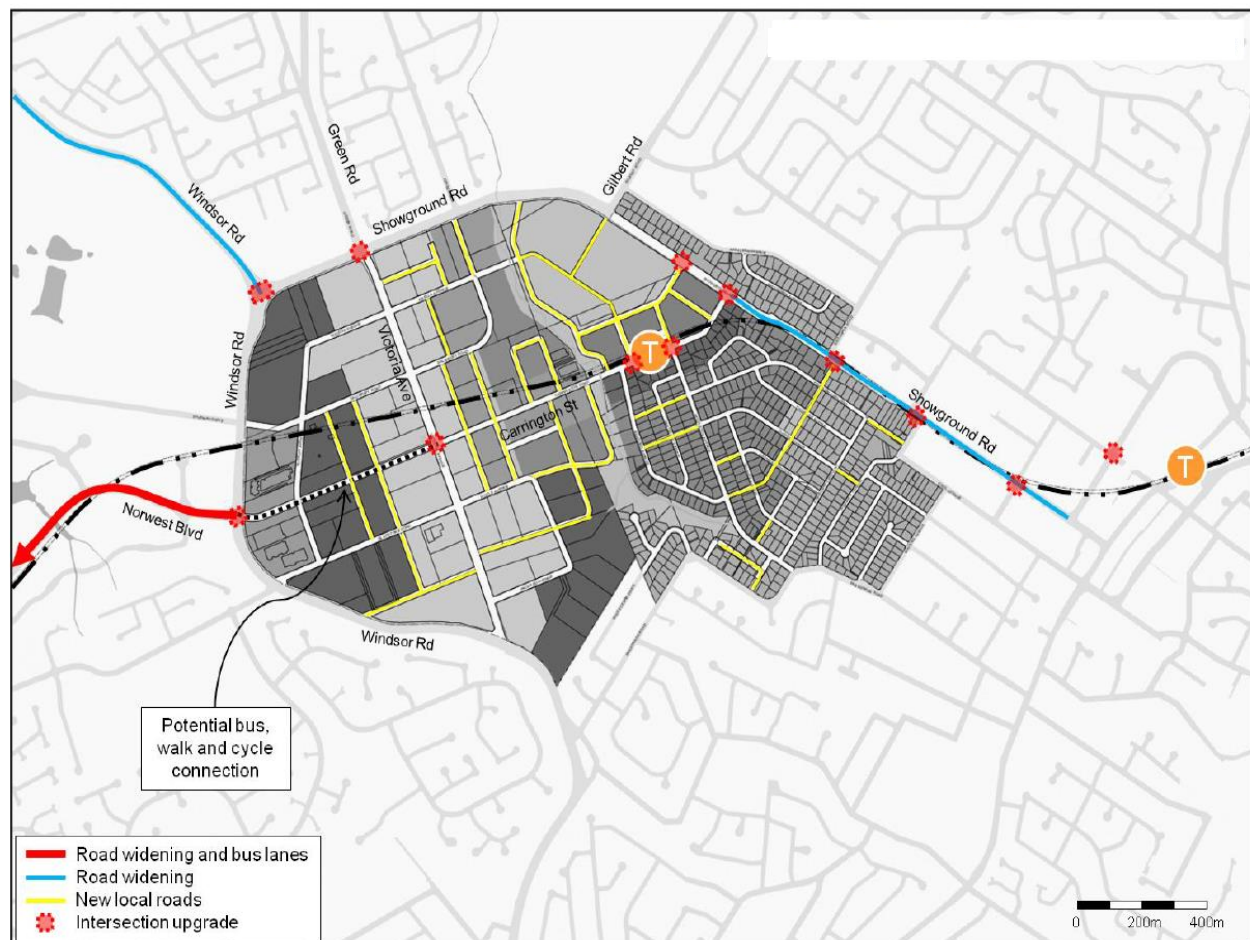 Green Rd
Gilbert Rd
Showground Rd
Windsor Rd
Windsor Rd
Victoria Ave
T
Carrington St
Showground Rd
T
Norwest Blvd
Windsor Rd
Potential bus,
walk and cycle
connection
Road widening and bus lanes
Road widening
New local roads
Intersection upgrade
0 200m 400m